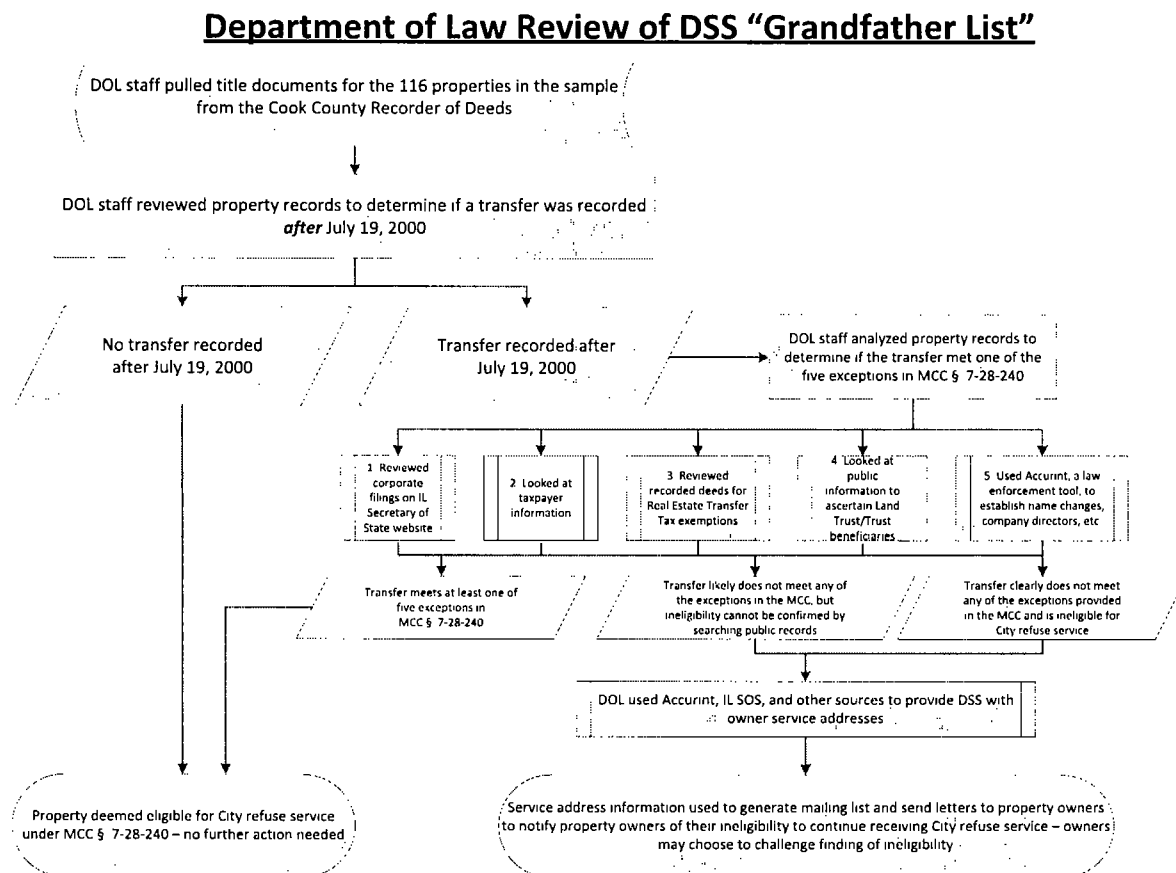 Department of Law Review of DSS “Grandfather List”
DOL staff pulled title documents for the 116 properties in the sample
from the Cook County Recorder of Deeds
DOL staff reviewed property records to determine if a transfer was recorded
after July 19, 2000
No transfer recorded
after July 19, 2000
Transfer recorded after
July 19, 2000
DOL staff analyzed property records to
determine if the transfer met one of the
five exceptions in MCC § 7-28-240
1 Reviewed
corporate
filings on IL
Secretary of
State website
2 Looked at
taxpayer
information
3 Reviewed
recorded deeds for
Real Estate Transfer
Tax exemptions
4 Looked at
public
information to
ascertain Land
Trust/Trust
beneficiaries
5 Used Accurint, a law
enforcement tool, to
establish name changes,
company directors, etc
Transfer meets at least one of
five exceptions in
MCC § 7-28-240
Transfer likely does not meet any of
the exceptions in the MCC, but
ineligibility cannot be confirmed by
searching public records
Transfer clearly does not meet
any of the exceptions provided
in the MCC and is ineligible for
City refuse service
DOL used Accurint, IL SOS, and other sources to provide DSS with
owner service addresses
Property deemed eligible for City refuse service
under MCC § 7-28-240 – no further action needed
Service address information used to generate mailing list and send letters to property owners
to notify property owners of their ineligibility to continue receiving City refuse service – owners
may choose to challenge finding of ineligibility